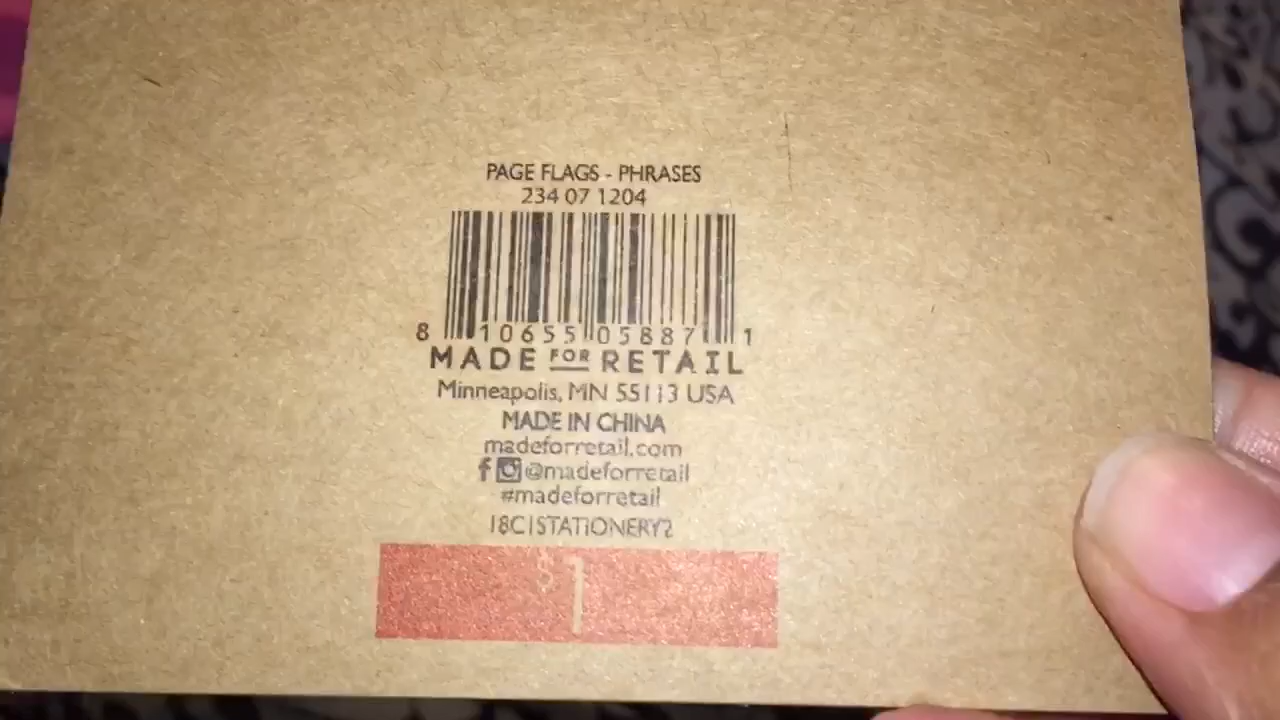 PAGE FLAGS - PHRASES
234 07 1204
8 10655 05887 1
MADE FOR RETAIL
Minneapolis, MN 55113 USA
MADE IN CHINA
madeforretail.com
@madeforretail
#madeforretail
18C1STATIONERY2
$1